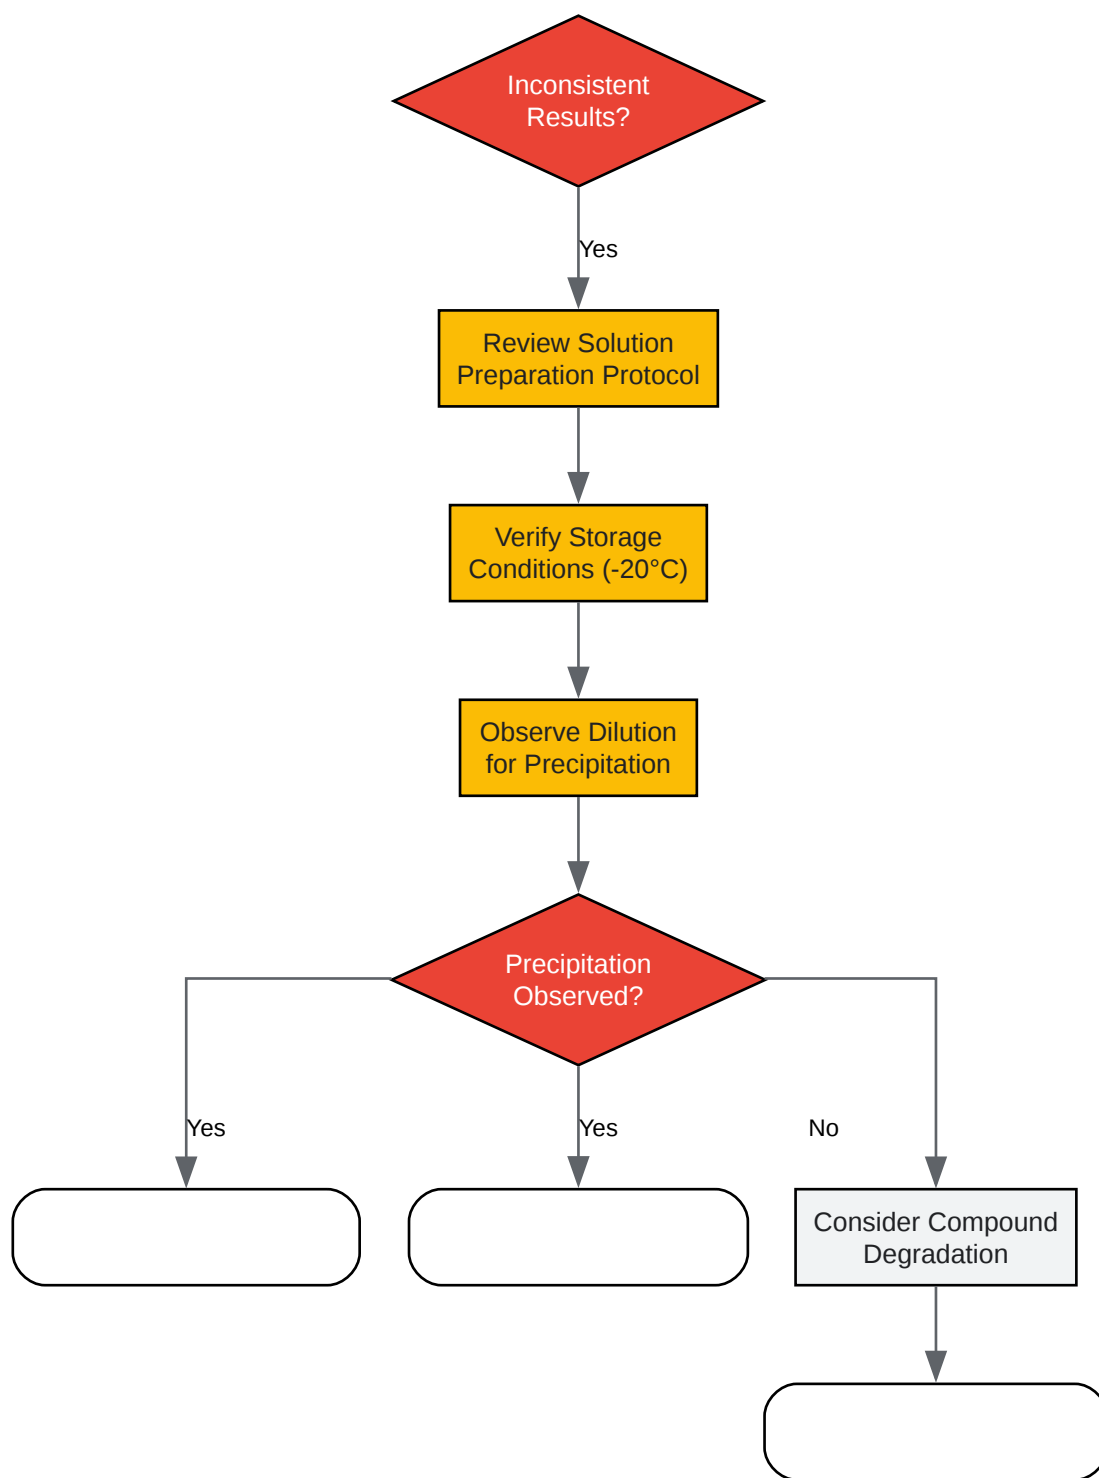 Inconsistent
Results?
Yes
Review Solution
Preparation Protocol
Verify Storage
Conditions (-20°C)
Observe Dilution
for Precipitation
Precipitation
Observed?
Yes
Yes
No
Consider Compound
Degradation